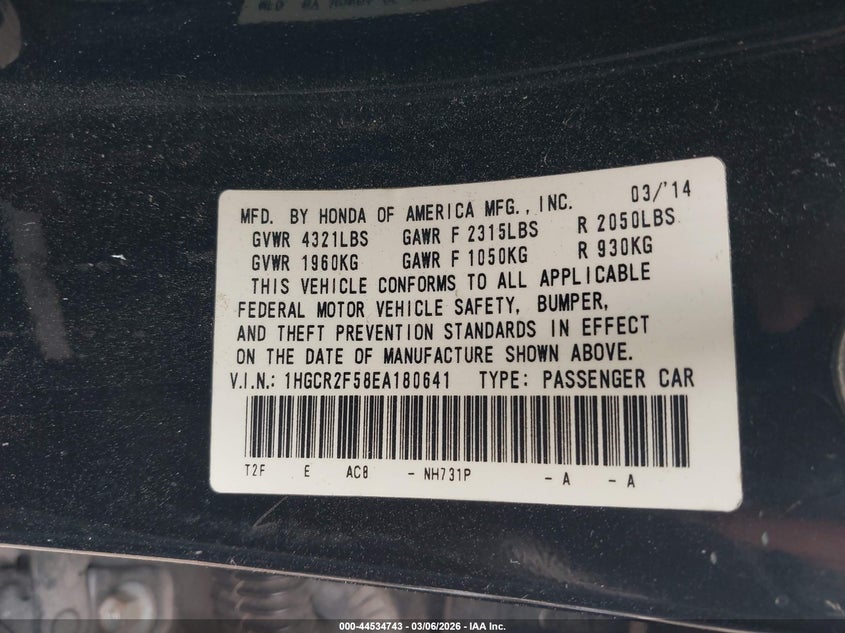 MFD. BY HONDA OF AMERICA MFG., INC. 03/'14
GVWR 4321LBS GAWR F 2315LBS R 2050LBS
GVWR 1960KG GAWR F 1050KG R 930KG
THIS VEHICLE CONFORMS TO ALL APPLICABLE
FEDERAL MOTOR VEHICLE SAFETY, BUMPER,
AND THEFT PREVENTION STANDARDS IN EFFECT
ON THE DATE OF MANUFACTURE SHOWN ABOVE.
V.I.N.: 1HGCR2F58EA180641 TYPE: PASSENGER CAR
T2F E AC8 - NH731P - A - A
000-44534743 - 03/06/2026 - IAA Inc.